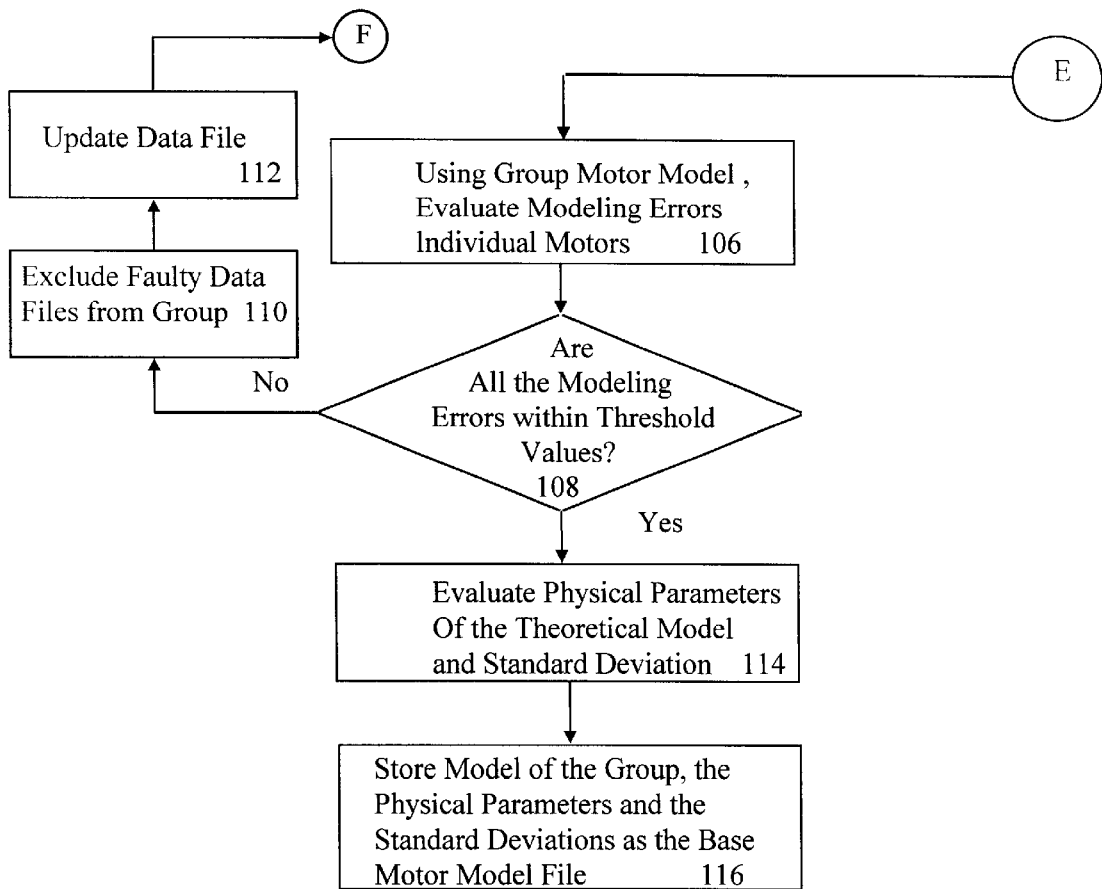 F
E
Update Data File
112
Using Group Motor Model ,
Evaluate Modeling Errors
Individual Motors 106
Exclude Faulty Data
Files from Group 110
No
Are
All the Modeling
Errors within Threshold
Values?
108
Yes
Evaluate Physical Parameters
Of the Theoretical Model
and Standard Deviation 114
Store Model of the Group, the
Physical Parameters and the
Standard Deviations as the Base
Motor Model File 116